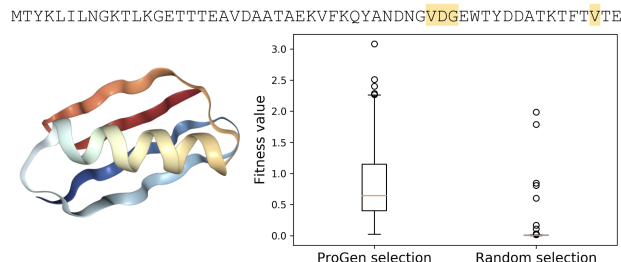 MTYKLILNGKTLKGETTTEAVDAATAEKVFKQYANDNGVDGEWTYDDATKTFTVTE
Fitness value
3.0
2.5
2.0
1.5
1.0
0.5
0.0
ProGen selection
Random selection